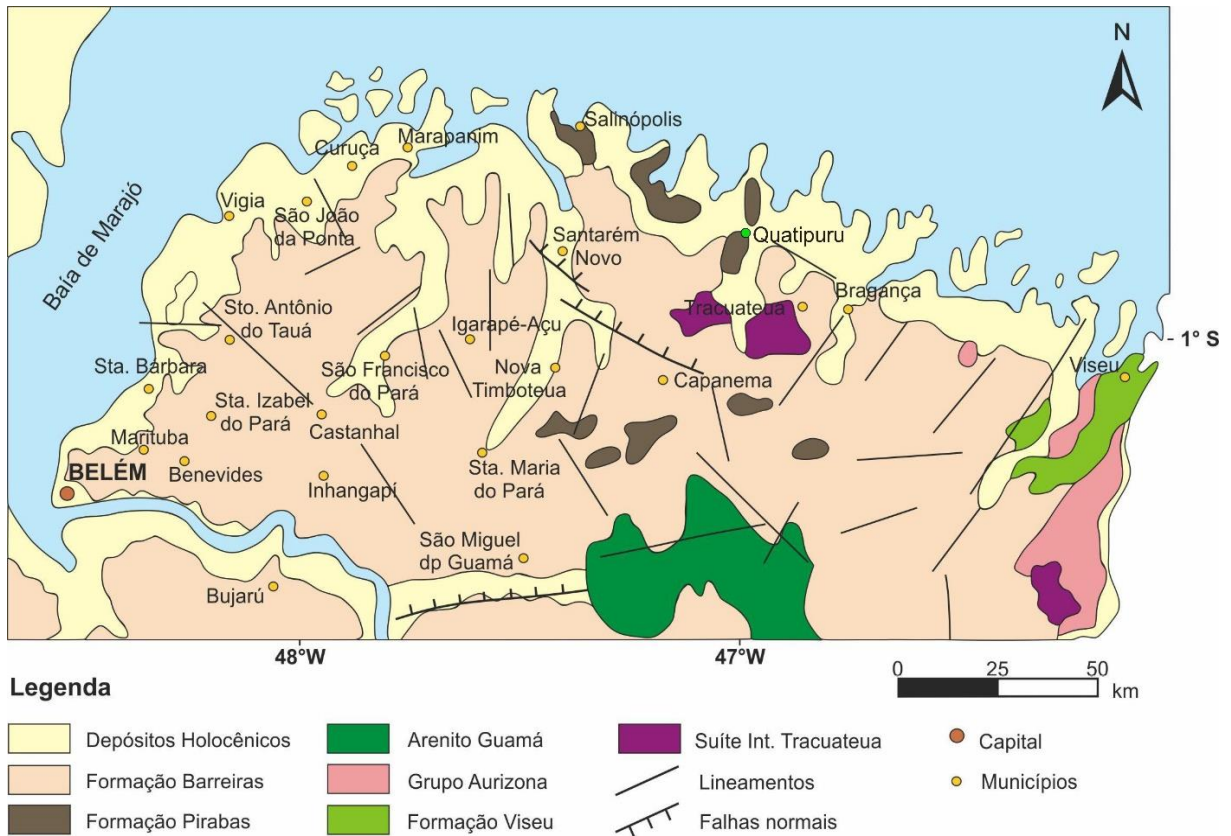 N
Salinópolis
Marapanim
Curuçá
Baía de Marajó
Vigia
São João
da Ponta
Quatipuru
Santarém
Novo
Tracuateua
Bragança
Sto. Antônio
do Tauá
Igarapé-Açu
1° S
Sta. Bárbara
São Francisco
do Pará
Nova
Timboteua
Capanema
Viseu
Sta. Izabel
do Pará
Castanhal
Marituba
BELÉM
Benevides
Inhangapí
Sta. Maria
do Pará
São Miguel
dp Guamá
Bujarú
48°W
47°W
0 25 50
km
Legenda
Depósitos Holocênicos
Arenito Guamá
Suíte Int. Tracuateua
Capital
Formação Barreiras
Grupo Aurizona
Lineamentos
Municípios
Formação Pirabas
Formação Viseu
Falhas normais